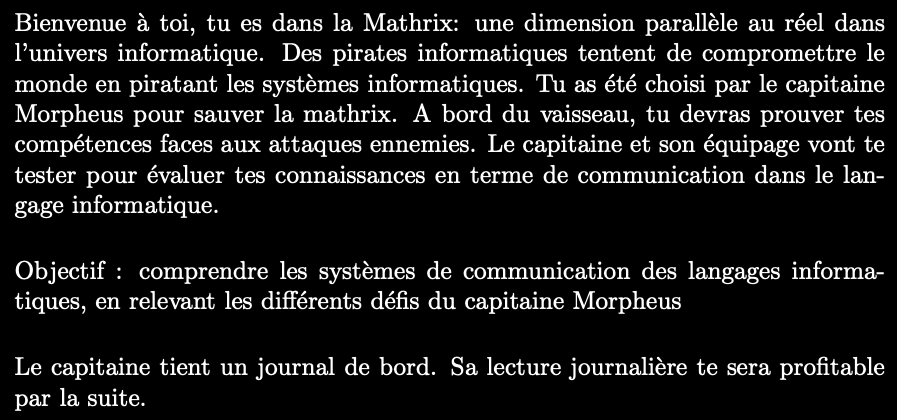 Bienvenue à toi, tu es dans la Mathrix: une dimension parallèle au réel dans
l'univers informatique. Des pirates informatiques tentent de compromettre le
monde en piratant les systèmes informatiques. Tu as été choisi par le capitaine
Morpheus pour sauver la mathrix. A bord du vaisseau, tu devras prouver tes
compétences faces aux attaques ennemies. Le capitaine et son équipage vont te
tester pour évaluer tes connaissances en terme de communication dans le lan-
gage informatique.
Objectif : comprendre les systèmes de communication des langages informa-
tiques, en relevant les différents défis du capitaine Morpheus
Le capitaine tient un journal de bord. Sa lecture journalière te sera profitable
par la suite.